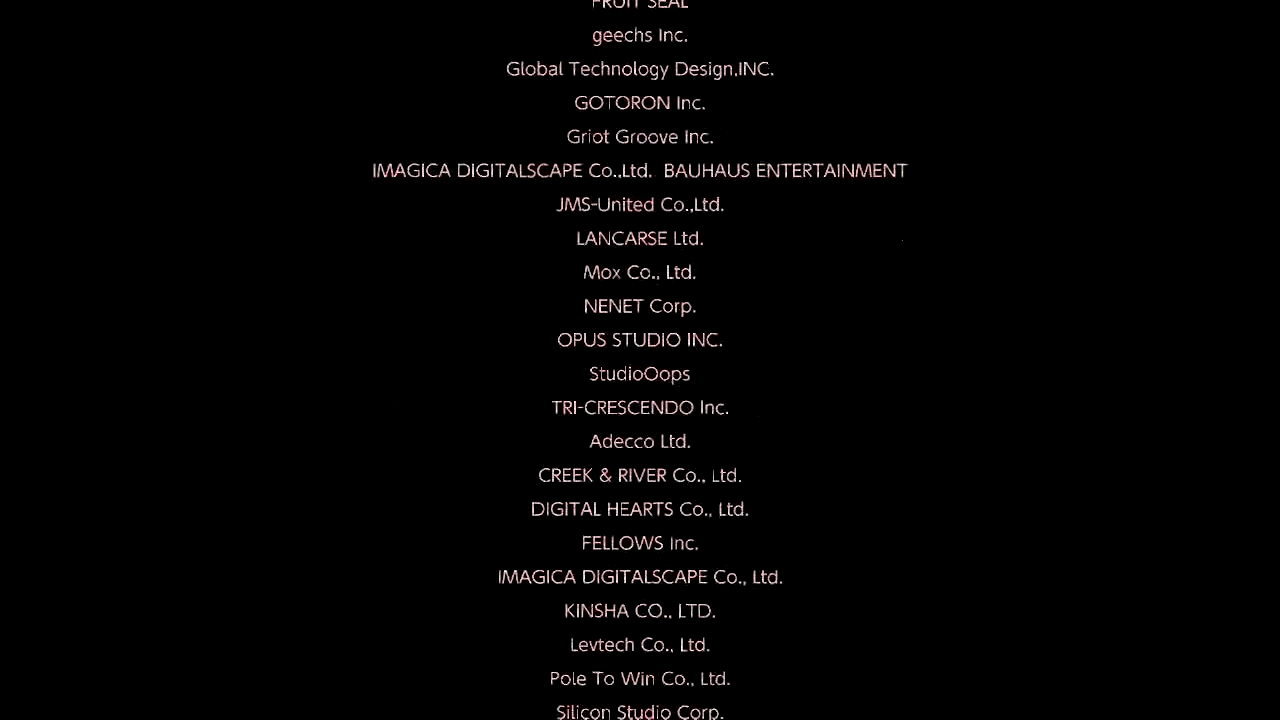 FRUIT SEAL
geechs Inc.
Global Technology Design,INC.
GOTORON Inc.
Griot Groove Inc.
IMAGICA DIGITALSCAPE Co.,Ltd.  BAUHAUS ENTERTAINMENT
JMS-United Co.,Ltd.
LANCARSE Ltd.
Mox Co., Ltd.
NENET Corp.
OPUS STUDIO INC.
StudioOops
TRI-CRESCENDO Inc.
Adecco Ltd.
CREEK & RIVER Co., Ltd.
DIGITAL HEARTS Co., Ltd.
FELLOWS Inc.
IMAGICA DIGITALSCAPE Co., Ltd.
KINSHA CO., LTD.
Levtech Co., Ltd.
Pole To Win Co., Ltd.
Silicon Studio Corp.